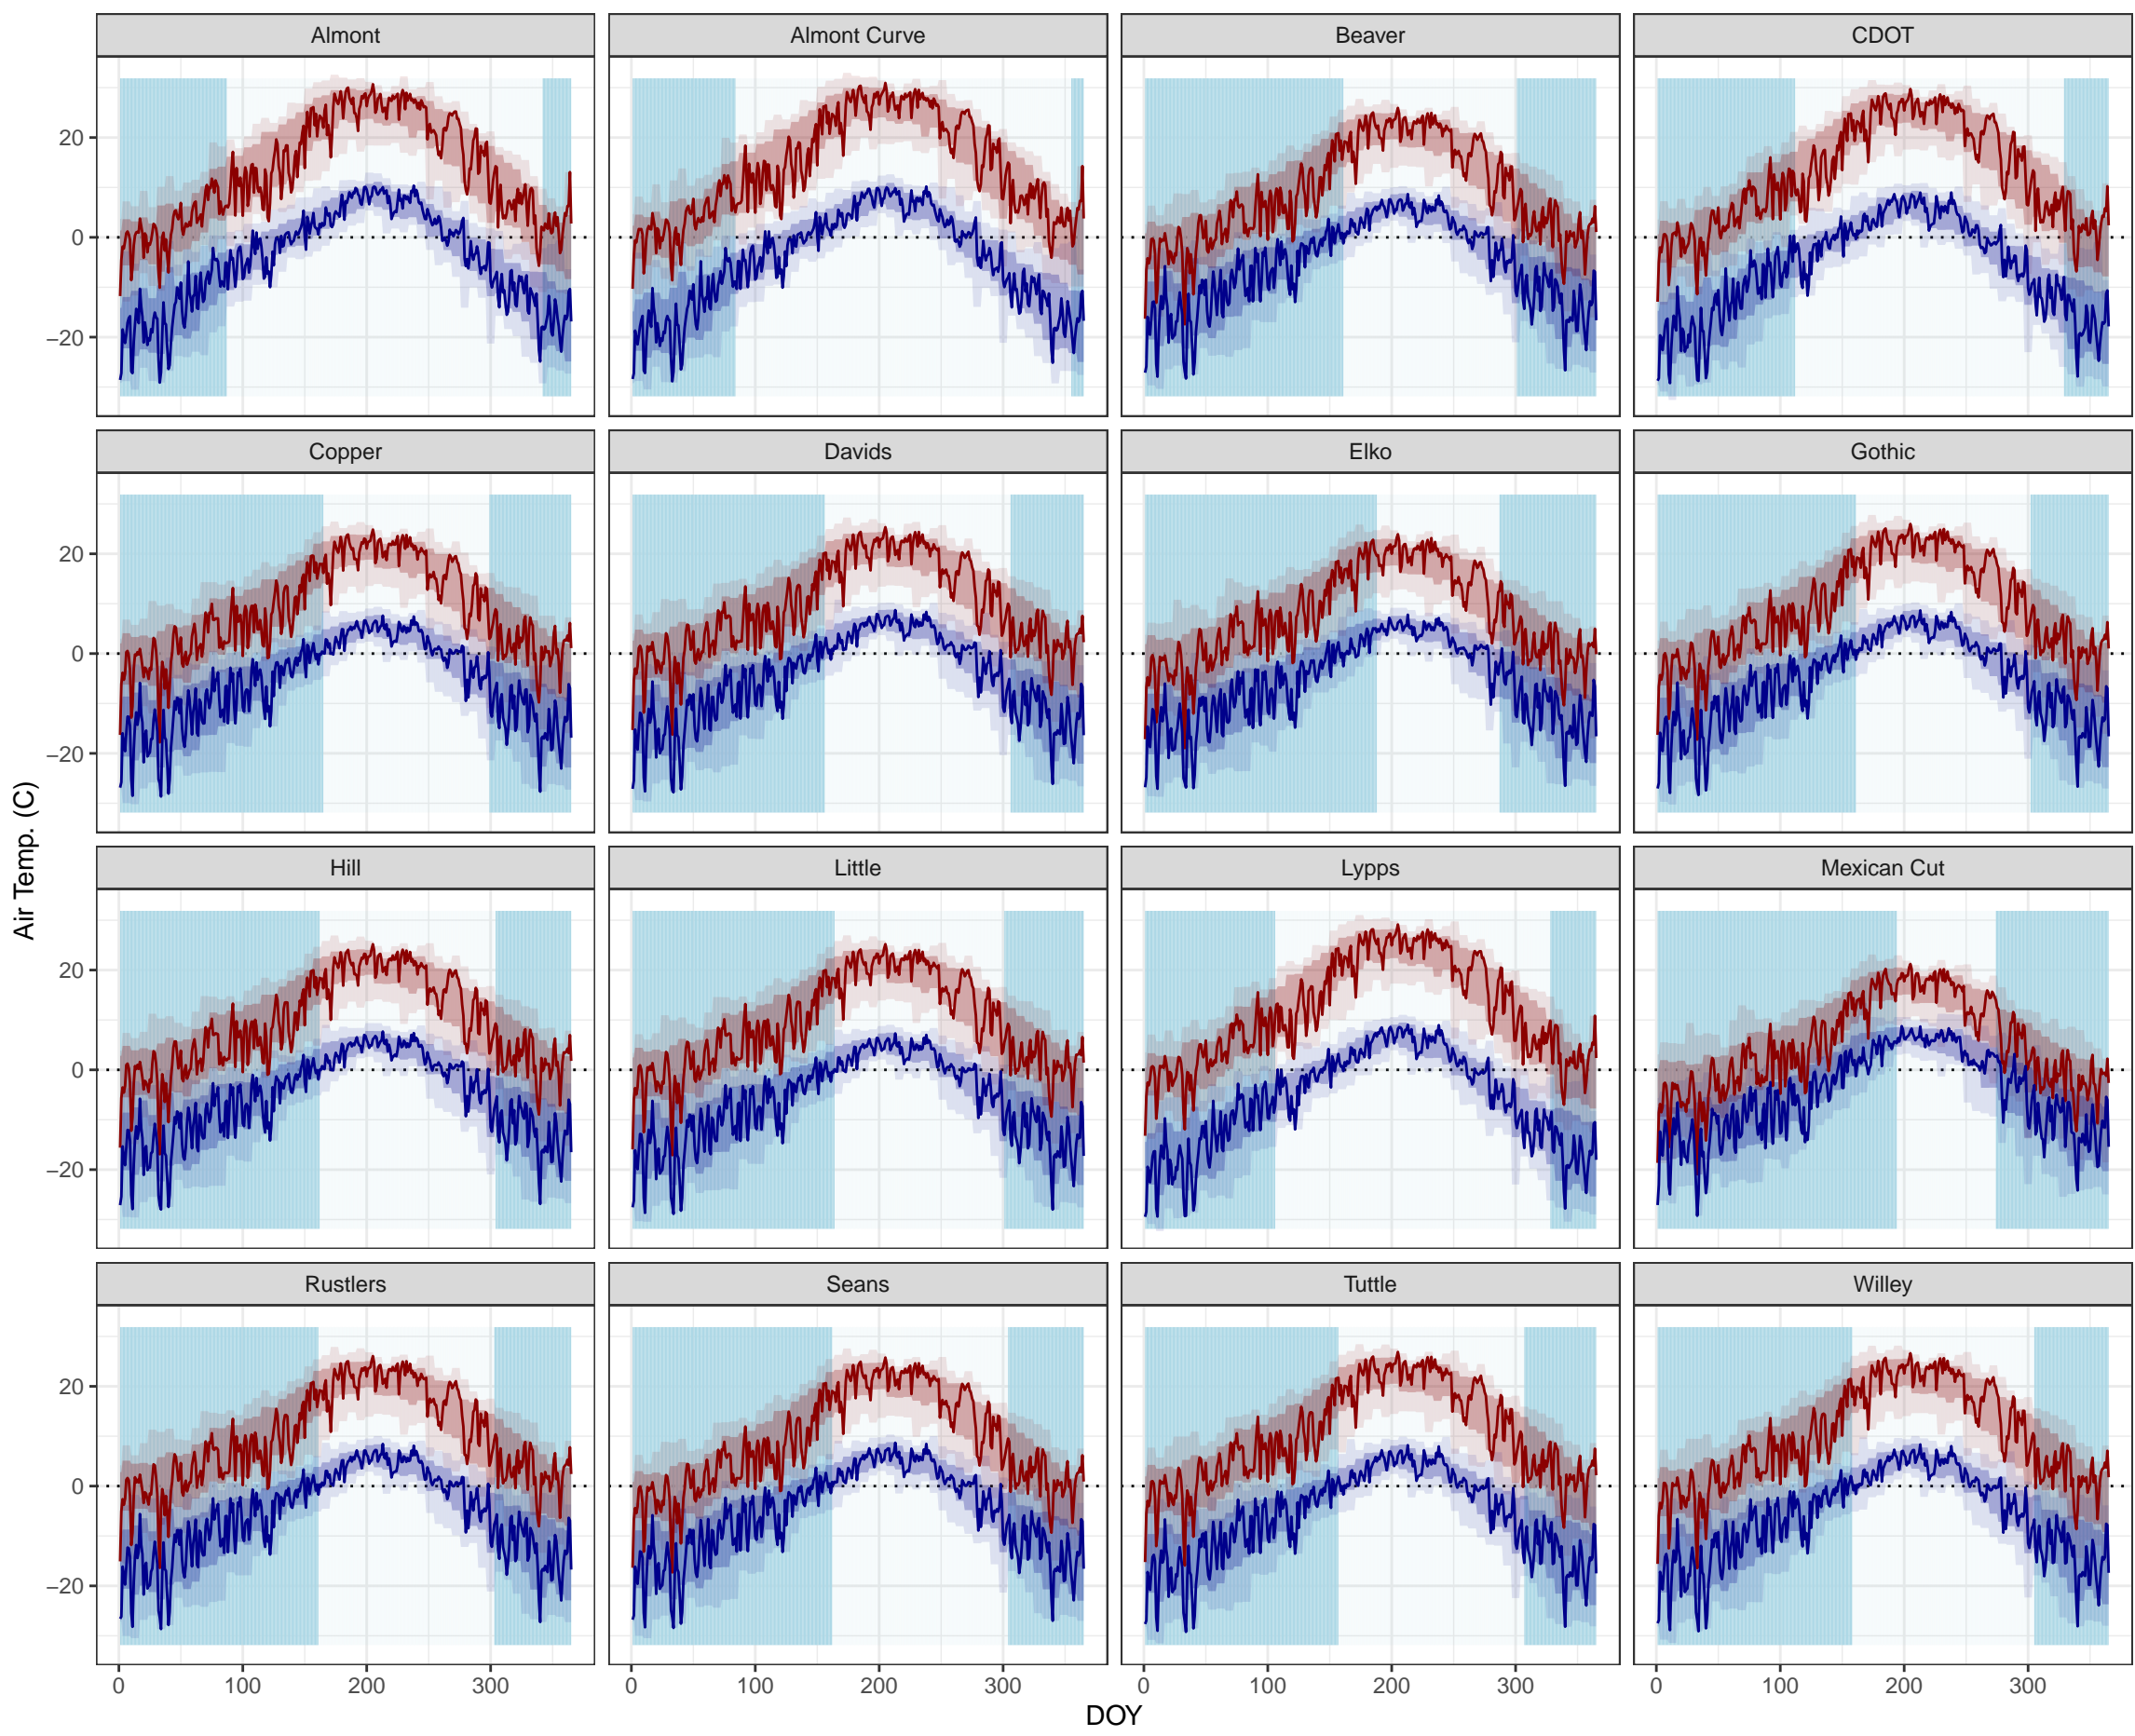 Almont
Almont Curve
Beaver
CDOT
20
0
−20
Copper
Davids
Elko
Gothic
20
0
−20
Air Temp. (C)
Hill
Little
Lypps
Mexican Cut
20
0
−20
Rustlers
Seans
Tuttle
Willey
20
0
−20
0 100 200 300
0 100 200 300
0 100 200 300
0 100 200 300
DOY